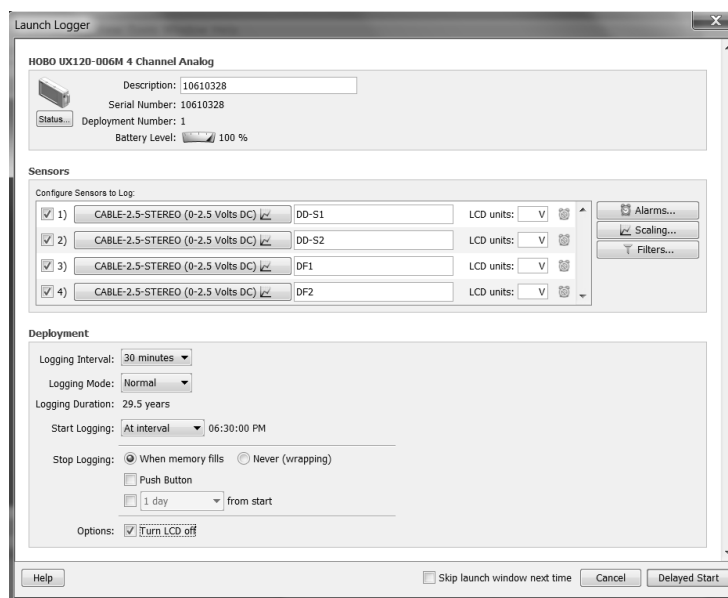 Launch Logger
X
HOBO UX120-006M 4 Channel Analog
Description: 10610328
Serial Number: 10610328
Status... Deployment Number: 1
Battery Level: 100 %
Sensors
Configure Sensors to Log:
1) CABLE-2.5-STEREO (0-2.5 Volts DC) DD-S1 LCD units: V Alarms...
2) CABLE-2.5-STEREO (0-2.5 Volts DC) DD-S2 LCD units: V Scaling...
3) CABLE-2.5-STEREO (0-2.5 Volts DC) DF1 LCD units: V Filters...
4) CABLE-2.5-STEREO (0-2.5 Volts DC) DF2 LCD units: V
Deployment
Logging Interval: 30 minutes
Logging Mode: Normal
Logging Duration: 29.5 years
Start Logging: At interval 06:30:00 PM
Stop Logging: When memory fills Never (wrapping)
Push Button
1 day from start
Options: Turn LCD off
Help Skip launch window next time Cancel Delayed Start